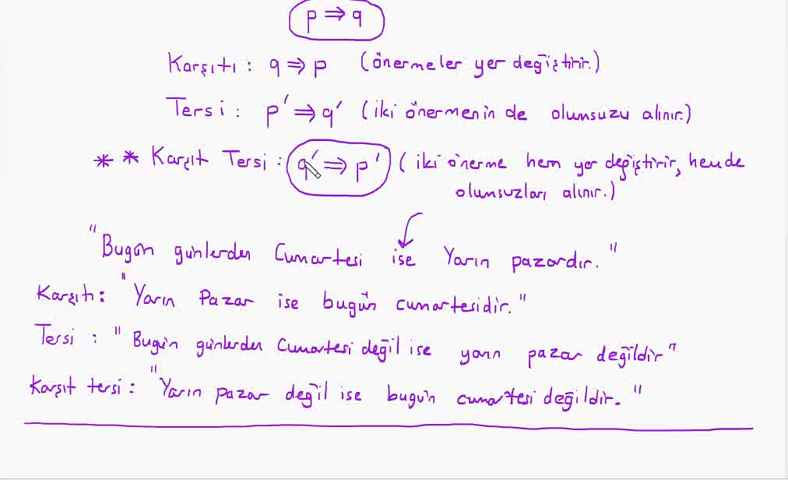 p ⇒ q
Karşıtı : q ⇒ p (önermeler yer değiştirir.)
Tersi : p' ⇒ q' (iki önermenin de olumsuzu alınır.)
** Karşıt Tersi : q' ⇒ p' (iki önerme hem yer değiştirir, hemde
olumsuzları alınır.)
"Bugün günlerden Cumartesi ise Yarın pazardır."
Karşıtı: "Yarın Pazar ise bugün cumartesidir."
Tersi : "Bugün günlerden Cumartesi değil ise yarın pazar değildir"
Karşıt tersi : "Yarın pazar değil ise bugün cumartesi değildir."